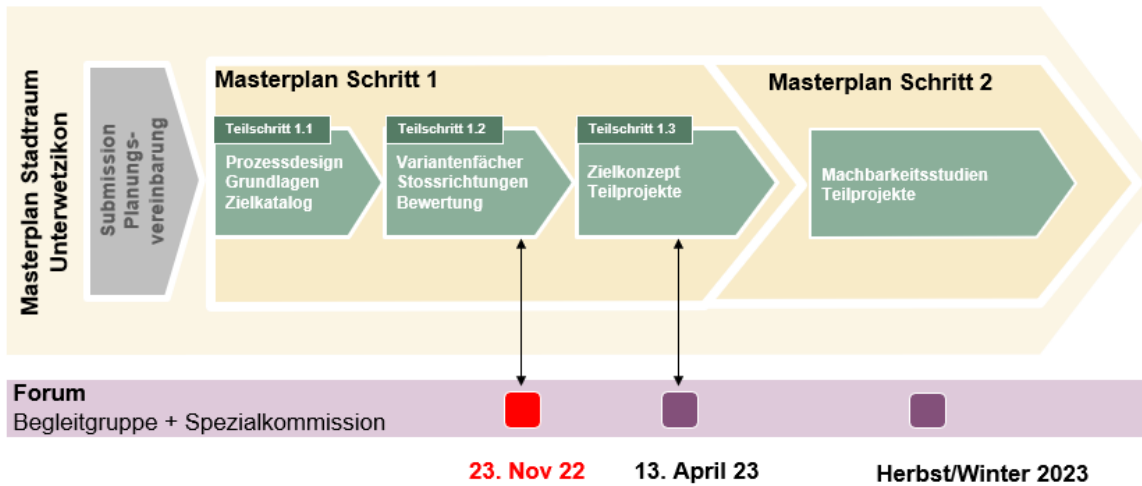 Masterplan Stadtraum
Unterwetzikon
Submission
Planungs-
vereinbarung
Masterplan Schritt 1
Teilschritt 1.1
Prozessdesign
Grundlagen
Zielkatalog
Teilschritt 1.2
Variantenfächer
Stossrichtungen
Bewertung
Teilschritt 1.3
Zielkonzept
Teilprojekte
Masterplan Schritt 2
Machbarkeitsstudien
Teilprojekte
Forum
Begleitgruppe + Spezialkommission
23. Nov 22
13. April 23
Herbst/Winter 2023